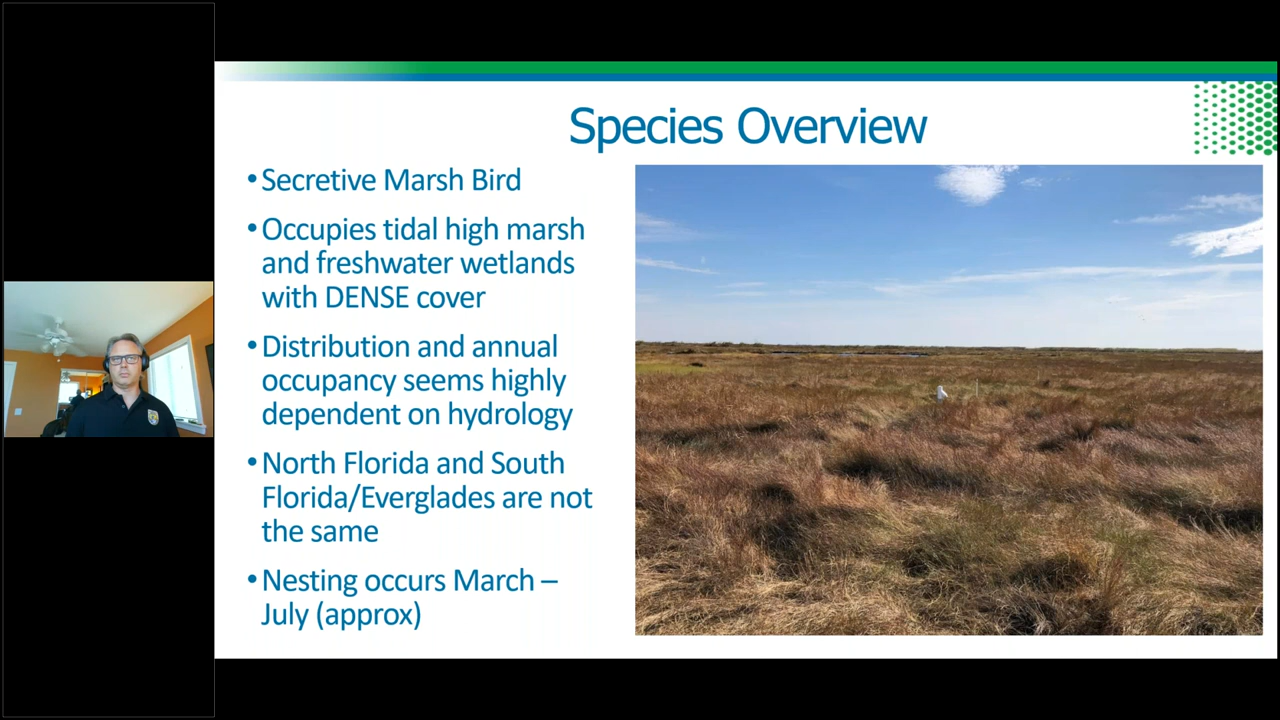 Species Overview
•Secretive Marsh Bird
•Occupies tidal high marsh
and freshwater wetlands
with DENSE cover
•Distribution and annual
occupancy seems highly
dependent on hydrology
•North Florida and South
Florida/Everglades are not
the same
•Nesting occurs March –
July (approx)